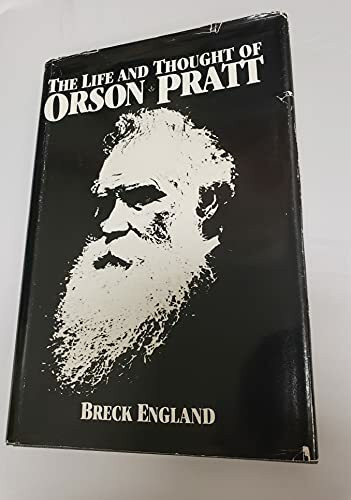 THE LIFE AND THOUGHT OF
ORSON PRATT
BRECK ENGLAND